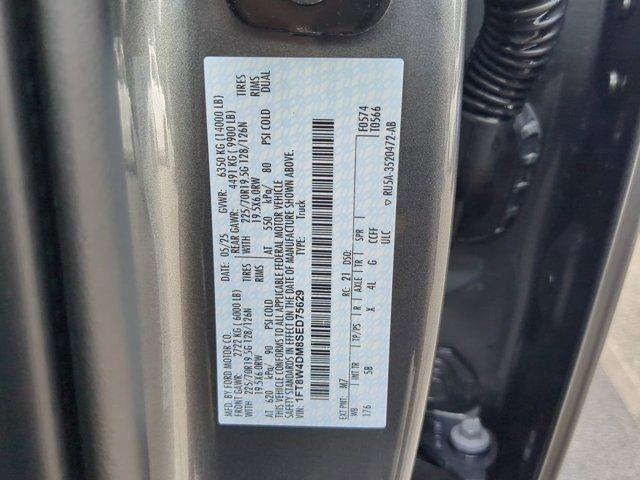 MFD. BY FORD MOTOR CO.
DATE: 05/25 GVWR: 6350 KG (14000 LB)
FRONT GAWR: 2722 KG (6000 LB) REAR GAWR: 4491 KG (9900 LB)
WITH 225/70R19.5G 128/126N TIRES WITH 225/70R19.5G 128/126N TIRES
19.5X6.0RW RIMS 19.5X6.0RW RIMS
AT 620 kPa/ 90 PSI COLD AT 550 kPa/ 80 PSI COLD DUAL
THIS VEHICLE CONFORMS TO ALL APPLICABLE FEDERAL MOTOR VEHICLE
SAFETY STANDARDS IN EFFECT ON THE DATE OF MANUFACTURE SHOWN ABOVE.
VIN: 1FT8W4DM8SED75629
TYPE: Truck
F0574
T0566
EXT PNT: M7 RC: 21 DSO:
WB INT TR TP/PS R AXLE TR SPR
176 5B X 4L G CCFF
ULC
RU5A-3520472-AB